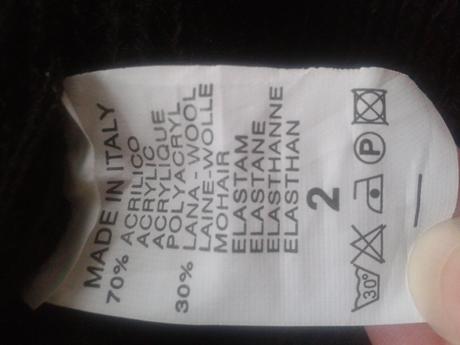 MADE IN ITALY
70% ACRILICO
ACRYLIC
ACRYLIQUE
POLYACRYL
30% LANA-WOOL
LAINE-WOLLE
MOHAIR
ELASTAM
ELASTANE
ELASTHANNE
ELASTHAN
2
30° P